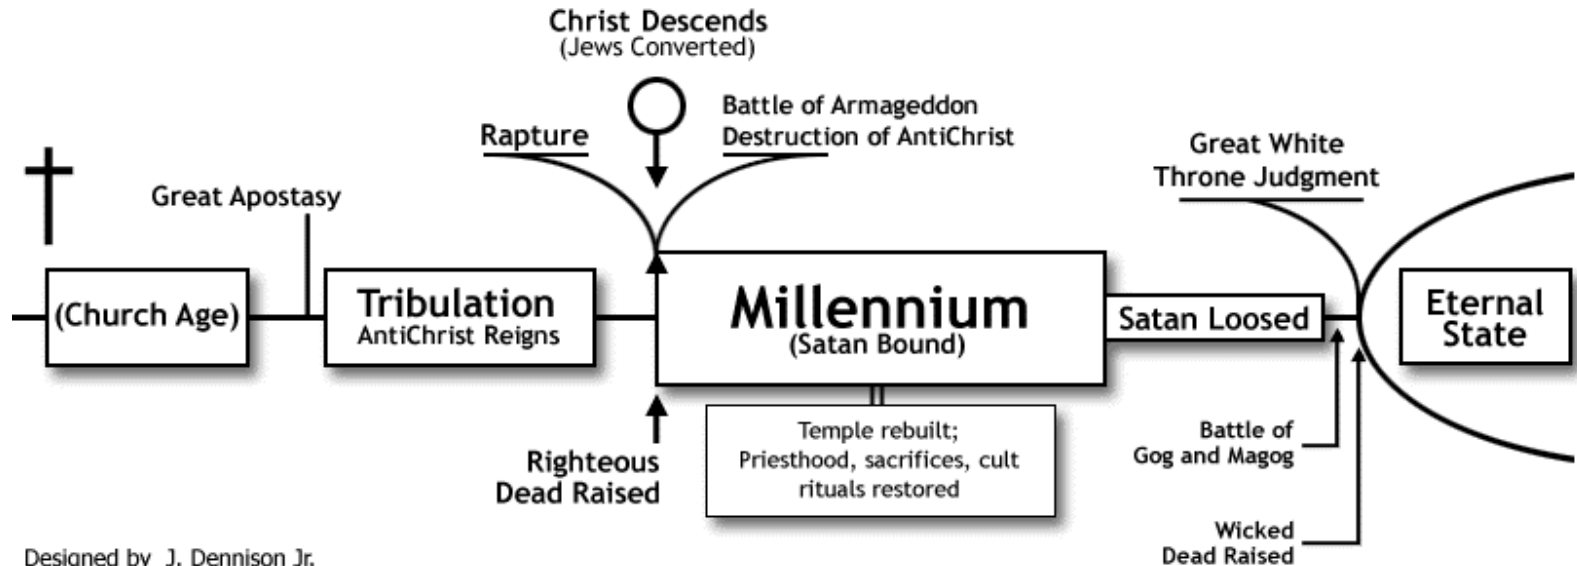 Christ Descends
(Jews Converted)
Rapture
Battle of Armageddon
Destruction of AntiChrist
Great White
Throne Judgment
Great Apostasy
(Church Age)
Tribulation
AntiChrist Reigns
Millennium
(Satan Bound)
Satan Loosed
Eternal
State
Temple rebuilt;
Priesthood, sacrifices, cult
rituals restored
Righteous
Dead Raised
Battle of
Gog and Magog
Wicked
Dead Raised
Designed by J. Dennison Jr.